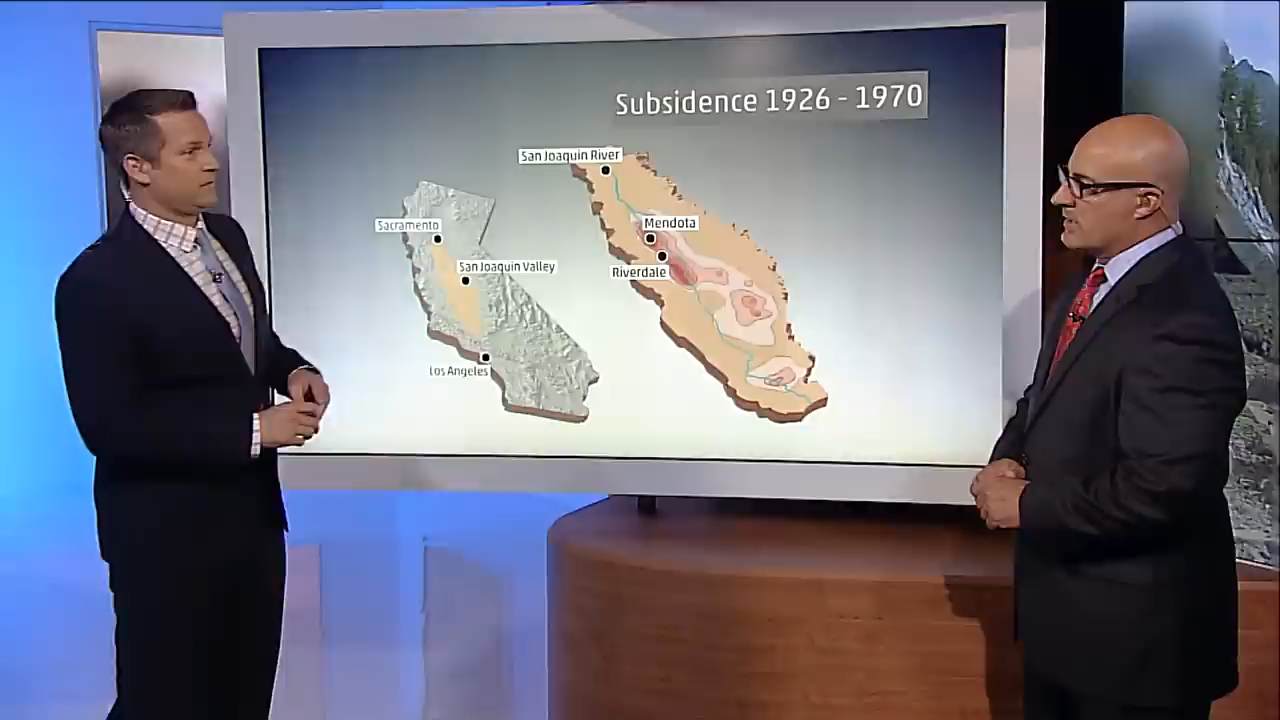 Subsidence 1926 - 1970
San Joaquin River
Sacramento
Mendota
San Joaquin Valley
Riverdale
Los Angeles